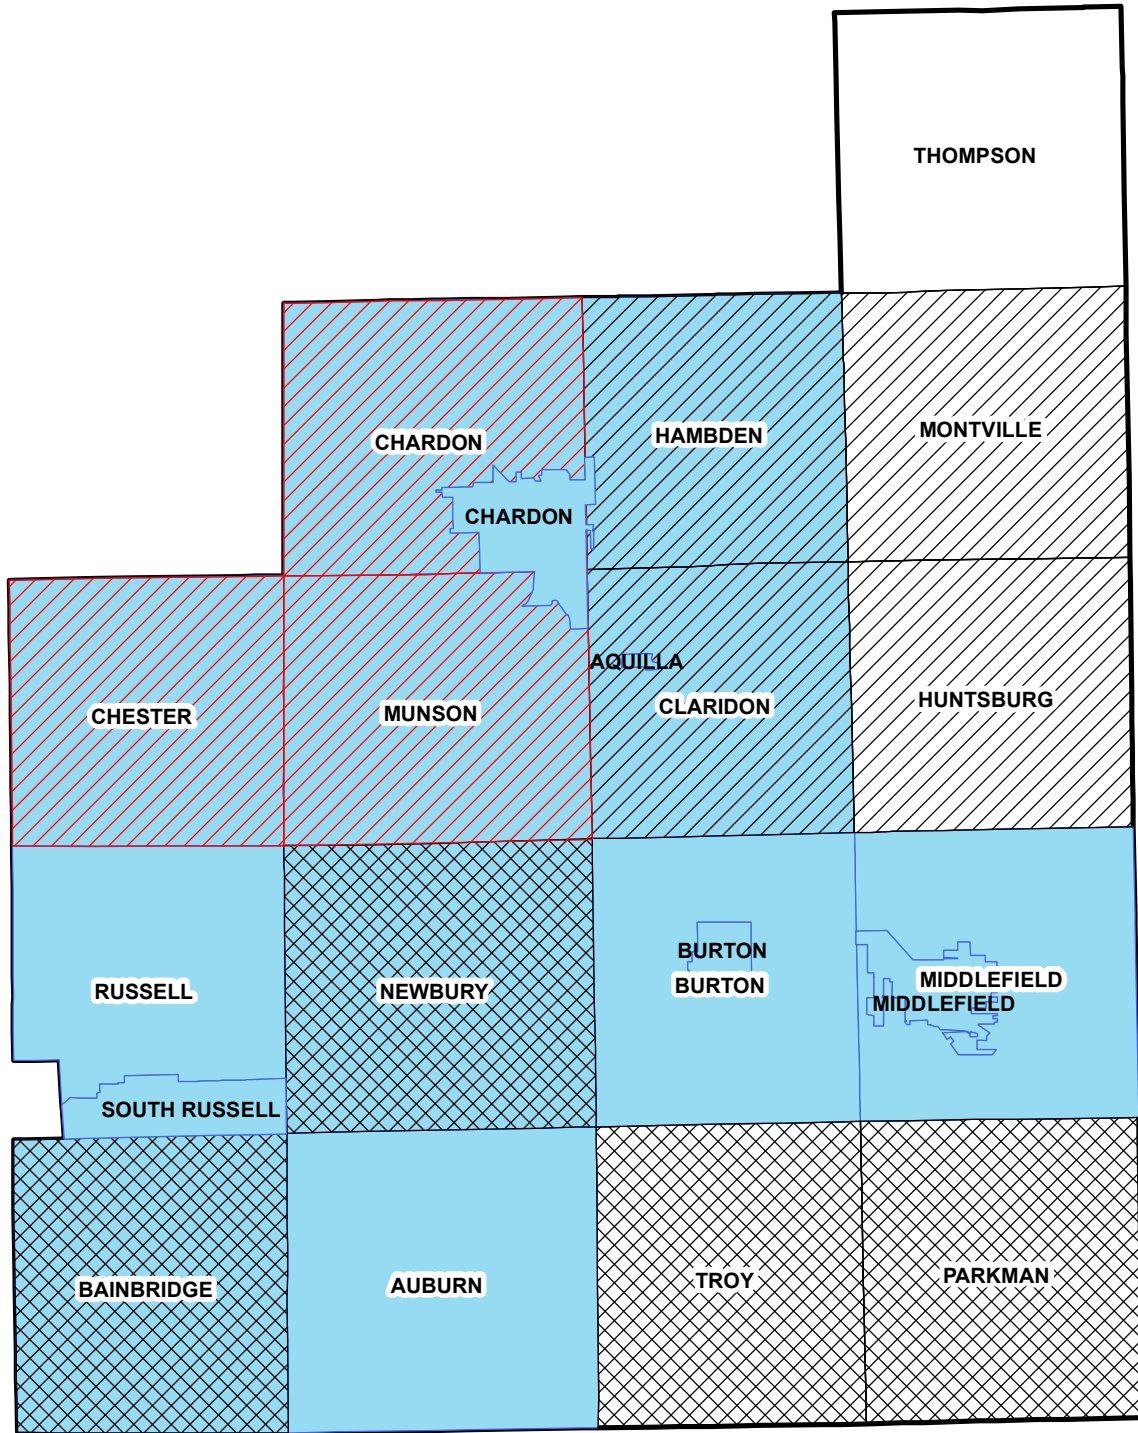 THOMPSON
CHARDON
HAMBDEN
MONTVILLE
CHARDON
AQUILLA
CHESTER
MUNSON
CLARIDON
HUNTSBURG
BURTON
RUSSELL
NEWBURY
BURTON
MIDDLEFIELD
MIDDLEFIELD
SOUTH RUSSELL
BAINBRIDGE
AUBURN
TROY
PARKMAN